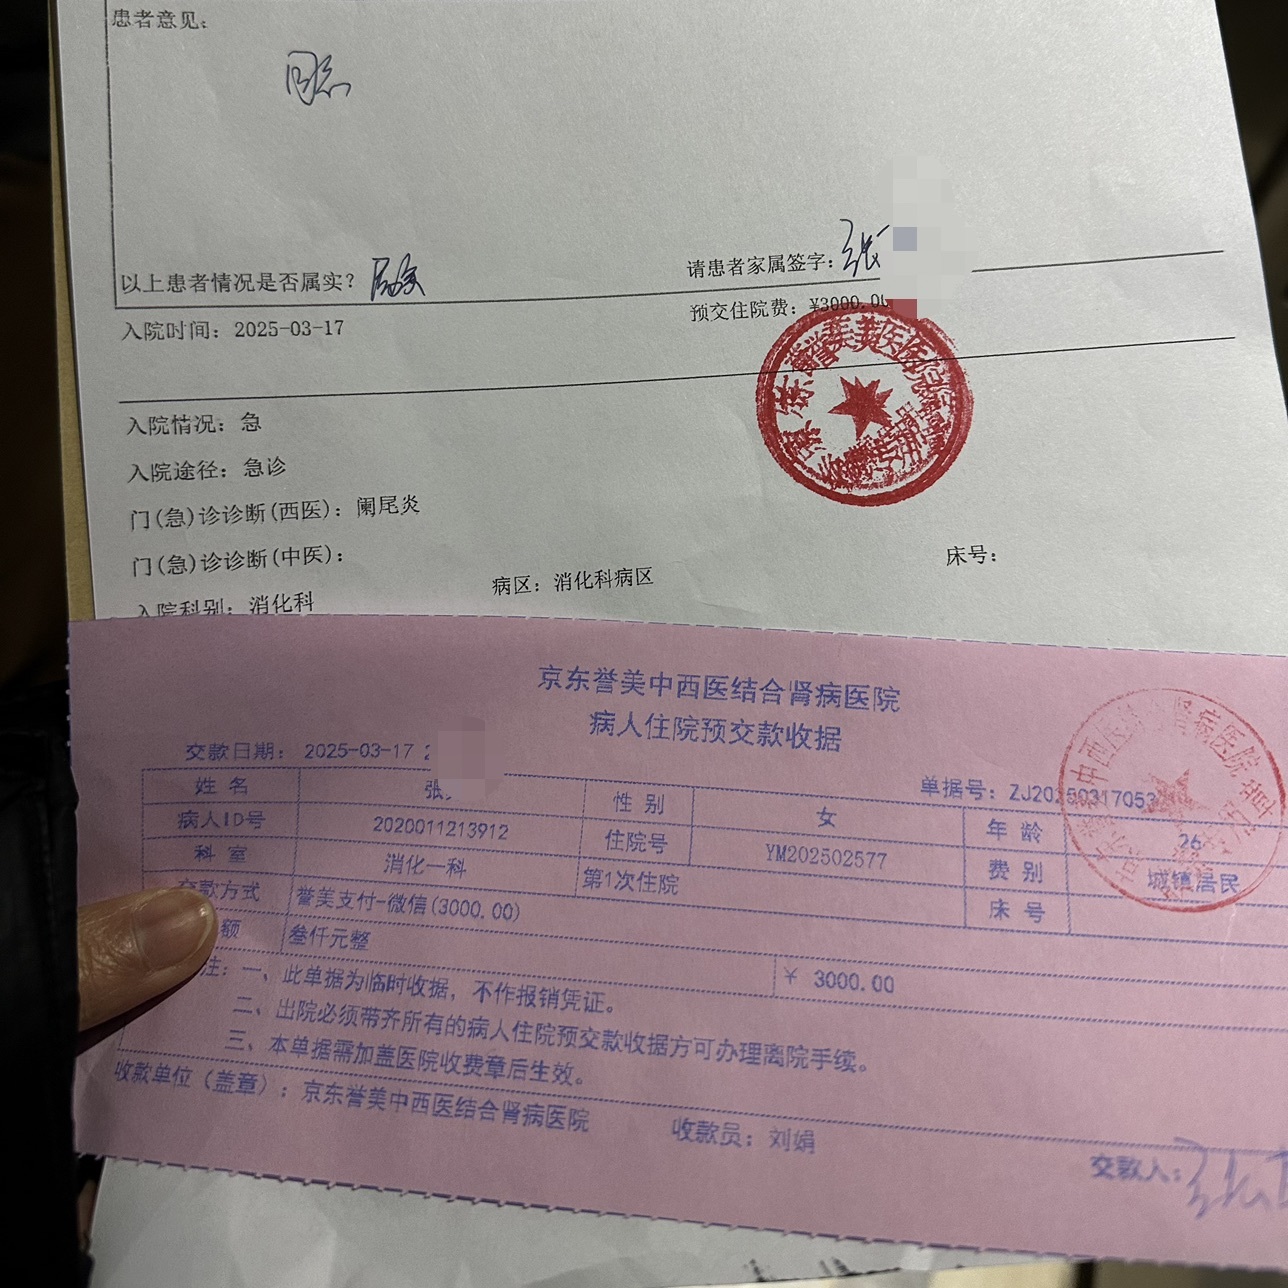 患者意见：
同意
以上患者情况是否属实？ 属实
请患者家属签字：张
入院时间：2025-03-17
预交住院费：¥3000.00
入院情况：急
入院途径：急诊
门(急)诊诊断(西医)：阑尾炎
门(急)诊诊断(中医)：
入院科别：消化科
病区：消化科病区
床号：
京东誉美中西医结合肾病医院
病人住院预交款收据
交款日期： 2025-03-17 2
单据号：ZJ20250317053
姓 名 张 性 别 女 年 龄 26
病人ID号 2020011213912 住院号 YM202502577 费 别 城镇居民
科 室 消化一科 第1次住院 床 号
交款方式 誉美支付-微信(3000.00)
额 叁仟元整 ¥ 3000.00
注：一、此单据为临时收据，不作报销凭证。
二、出院必须带齐所有的病人住院预交款收据方可办理离院手续。
三、本单据需加盖医院收费章后生效。
收款单位（盖章）：京东誉美中西医结合肾病医院
收款员：刘娟
交款人：张